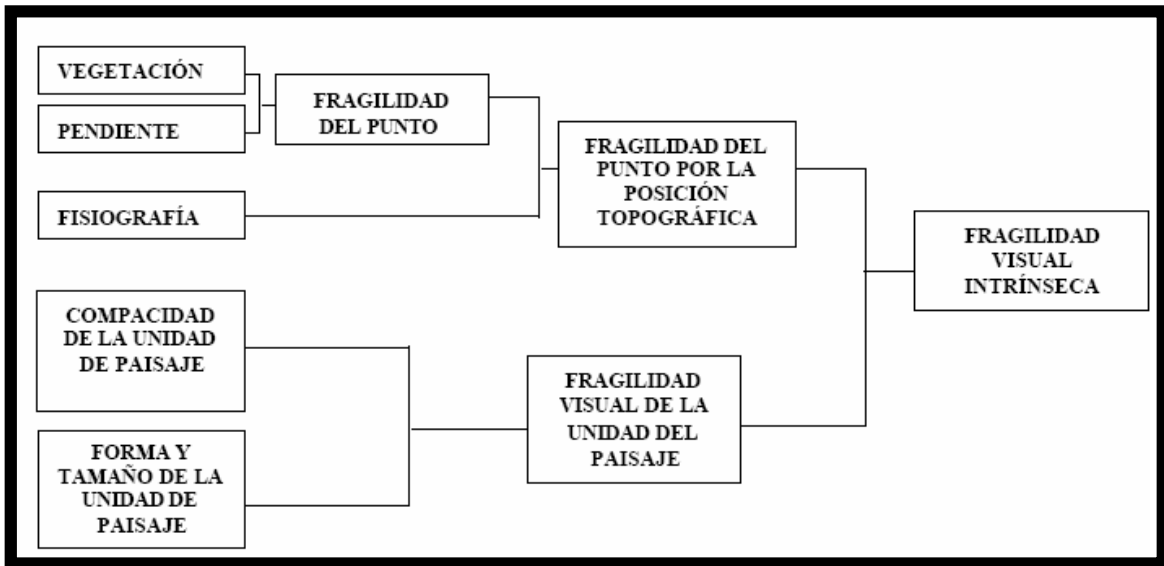 VEGETACIÓN
PENDIENTE
FRAGILIDAD
DEL PUNTO
FISIOGRAFÍA
FRAGILIDAD DEL
PUNTO POR LA
POSICIÓN
TOPOGRÁFICA
COMPACIDAD
DE LA UNIDAD
DE PAISAJE
FORMA Y
TAMAÑO DE LA
UNIDAD DE
PAISAJE
FRAGILIDAD
VISUAL DE LA
UNIDAD DEL
PAISAJE
FRAGILIDAD
VISUAL
INTRÍNSECA